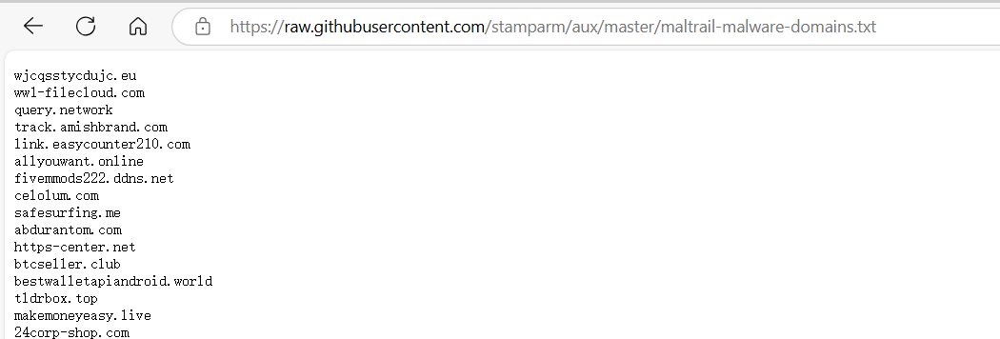 https://raw.githubusercontent.com/stamparm/aux/master/maltrail-malware-domains.txt
wjcqsstycdujc.eu
ww1-filecloud.com
query.network
track.amishbrand.com
link.easycounter210.com
allyouwant.online
fivemmods222.ddns.net
celolum.com
safesurfing.me
abdurantom.com
https-center.net
btcseller.club
bestwalletapiandroid.world
tldrbox.top
makemoneyeasy.live
24corp-shop.com